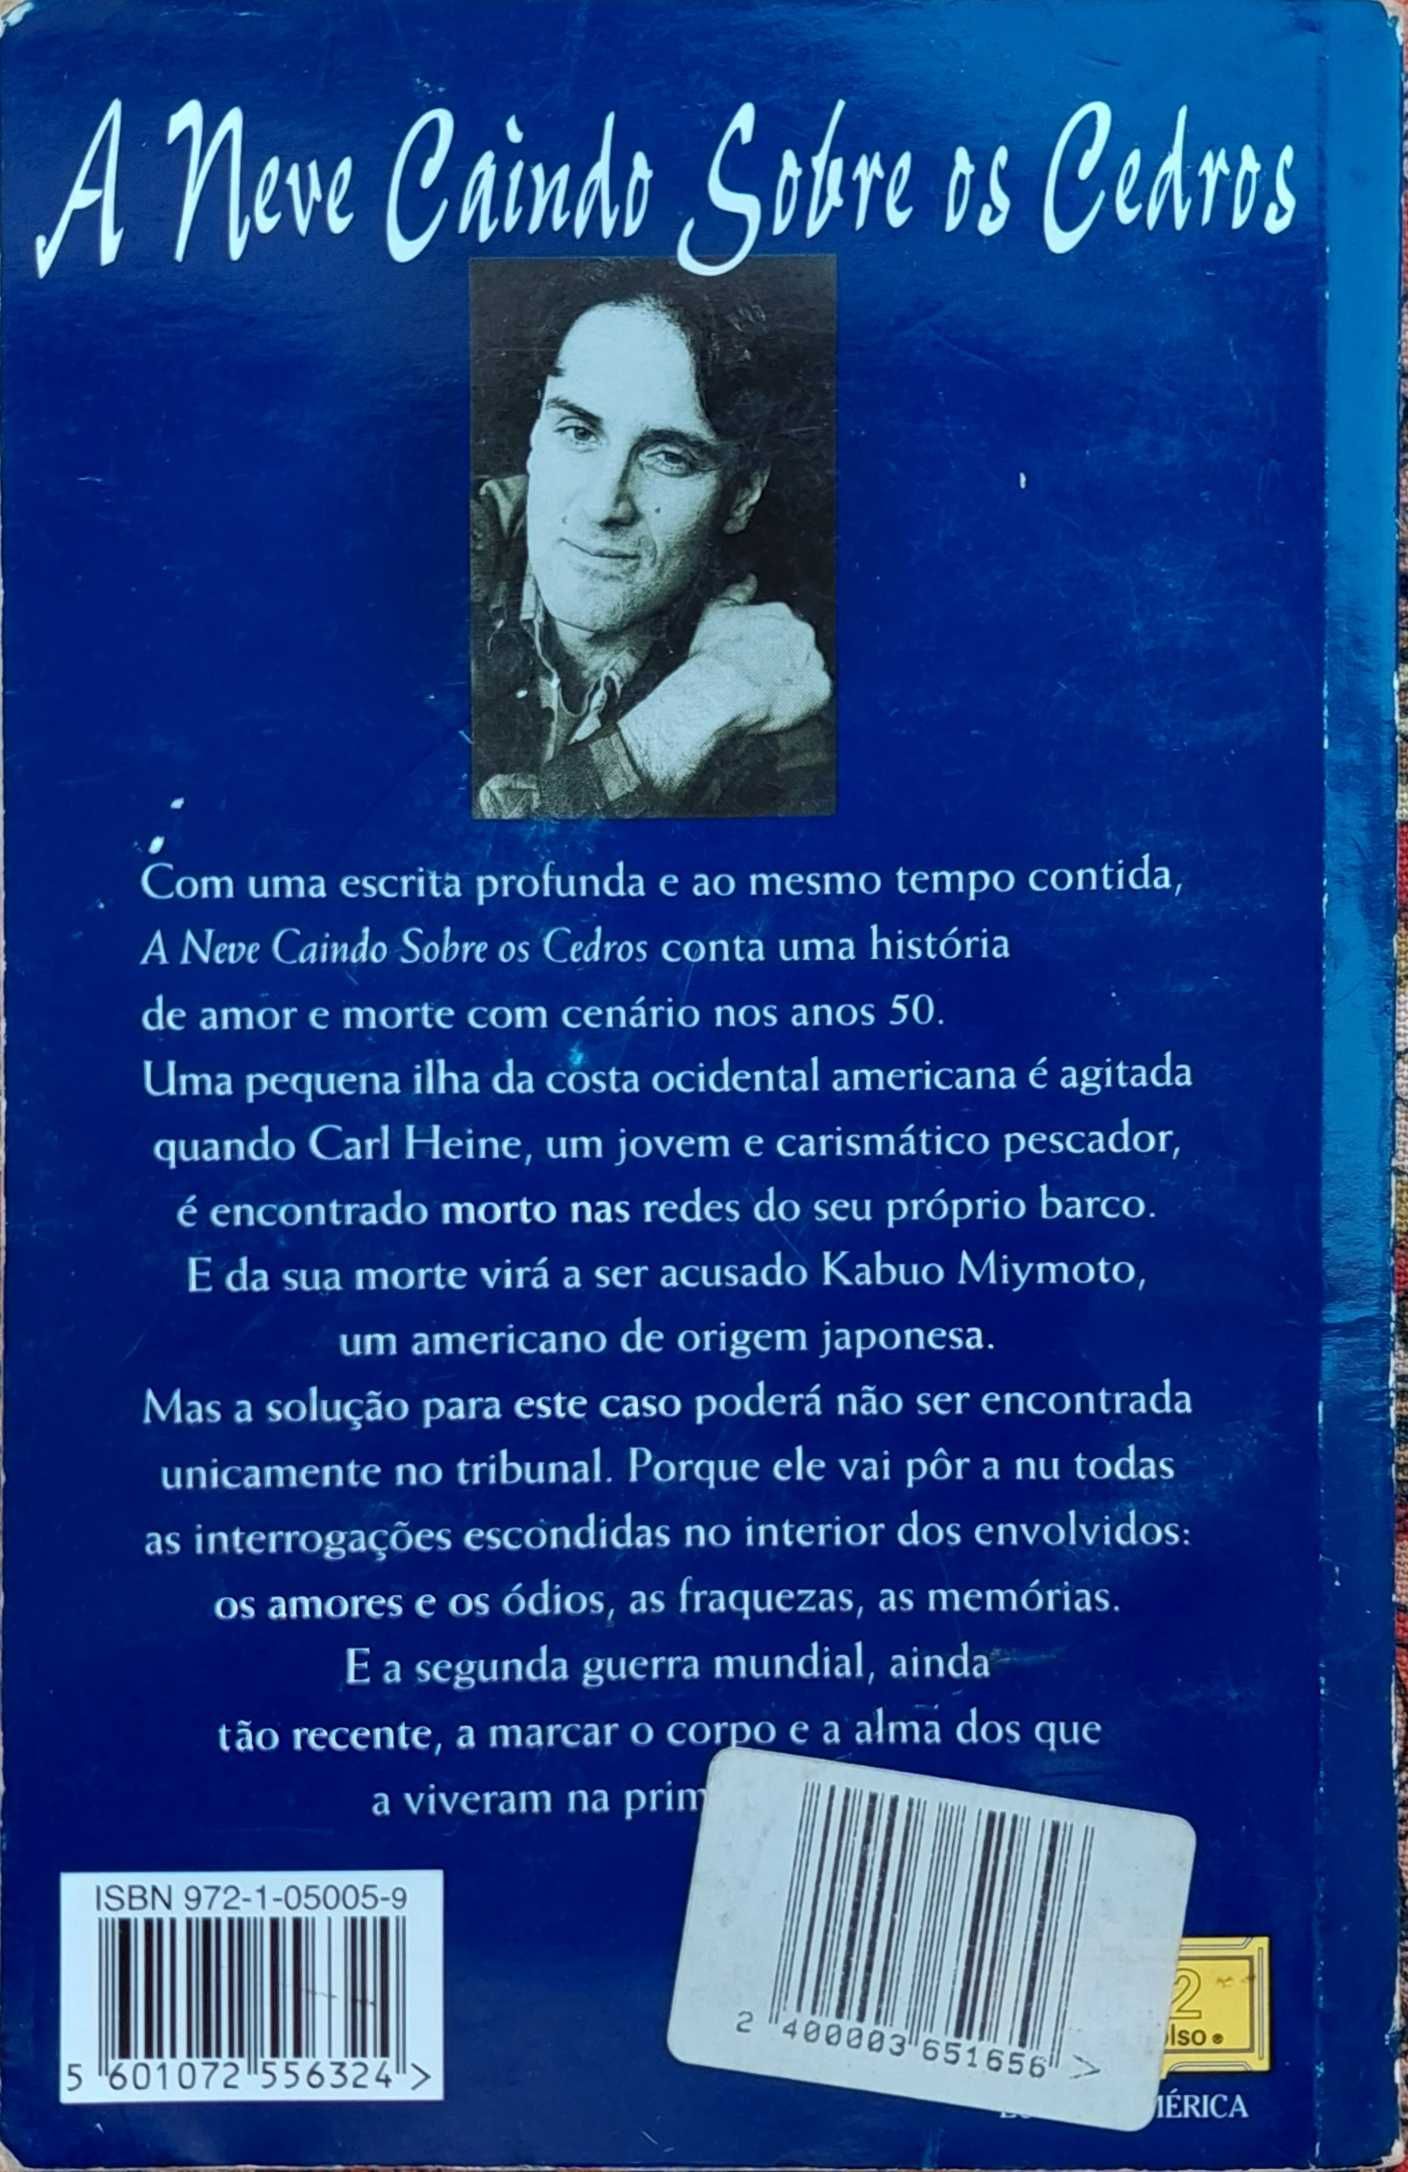 A Neve Caindo Sobre os Cedros
Com uma escrita profunda e ao mesmo tempo contida,
A Neve Caindo Sobre os Cedros conta uma história
de amor e morte com cenário nos anos 50.
Uma pequena ilha da costa ocidental americana é agitada
quando Carl Heine, um jovem e carismático pescador,
é encontrado morto nas redes do seu próprio barco.
E da sua morte virá a ser acusado Kabuo Miymoto,
um americano de origem japonesa.
Mas a solução para este caso poderá não ser encontrada
unicamente no tribunal. Porque ele vai pôr a nu todas
as interrogações escondidas no interior dos envolvidos:
os amores e os ódios, as fraquezas, as memórias.
E a segunda guerra mundial, ainda
tão recente, a marcar o corpo e a alma dos que
a viveram na prim
ISBN 972-1-05005-9
5 601072 556324 >
2 400003 651656 >
2
lso ®
MÉRICA